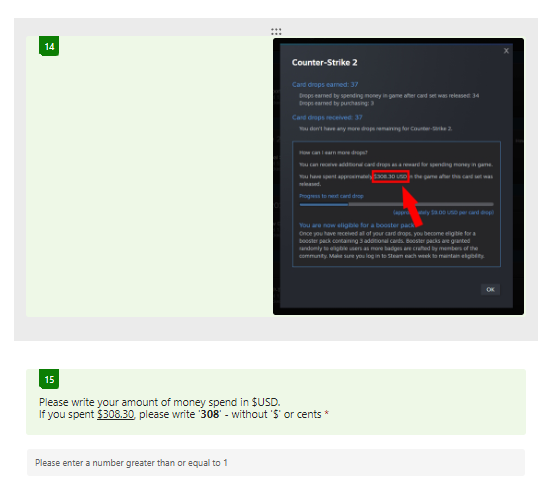 14
X
Counter-Strike 2
Card drops earned: 37
Drops earned by spending money in game after card set was released: 34
Drops earned by purchasing: 3
Card drops received: 37
You don't have any more drops remaining for Counter-Strike 2.
How can I earn more drops?
You can receive additional card drops as a reward for spending money in game.
You have spent approximately $308.30 USD in the game after this card set was
released.
Progress to next card drop
(approximately $9.00 USD per card drop)
You are now eligible for a booster pack
Once you have received all of your card drops, you become eligible for a
booster pack containing 3 additional cards. Booster packs are granted
randomly to eligible users as more badges are crafted by members of the
community. Make sure you log in to Steam each week to maintain eligibility.
OK
15
Please write your amount of money spend in $USD.
If you spent $308.30, please write '308' - without '$' or cents *
Please enter a number greater than or equal to 1